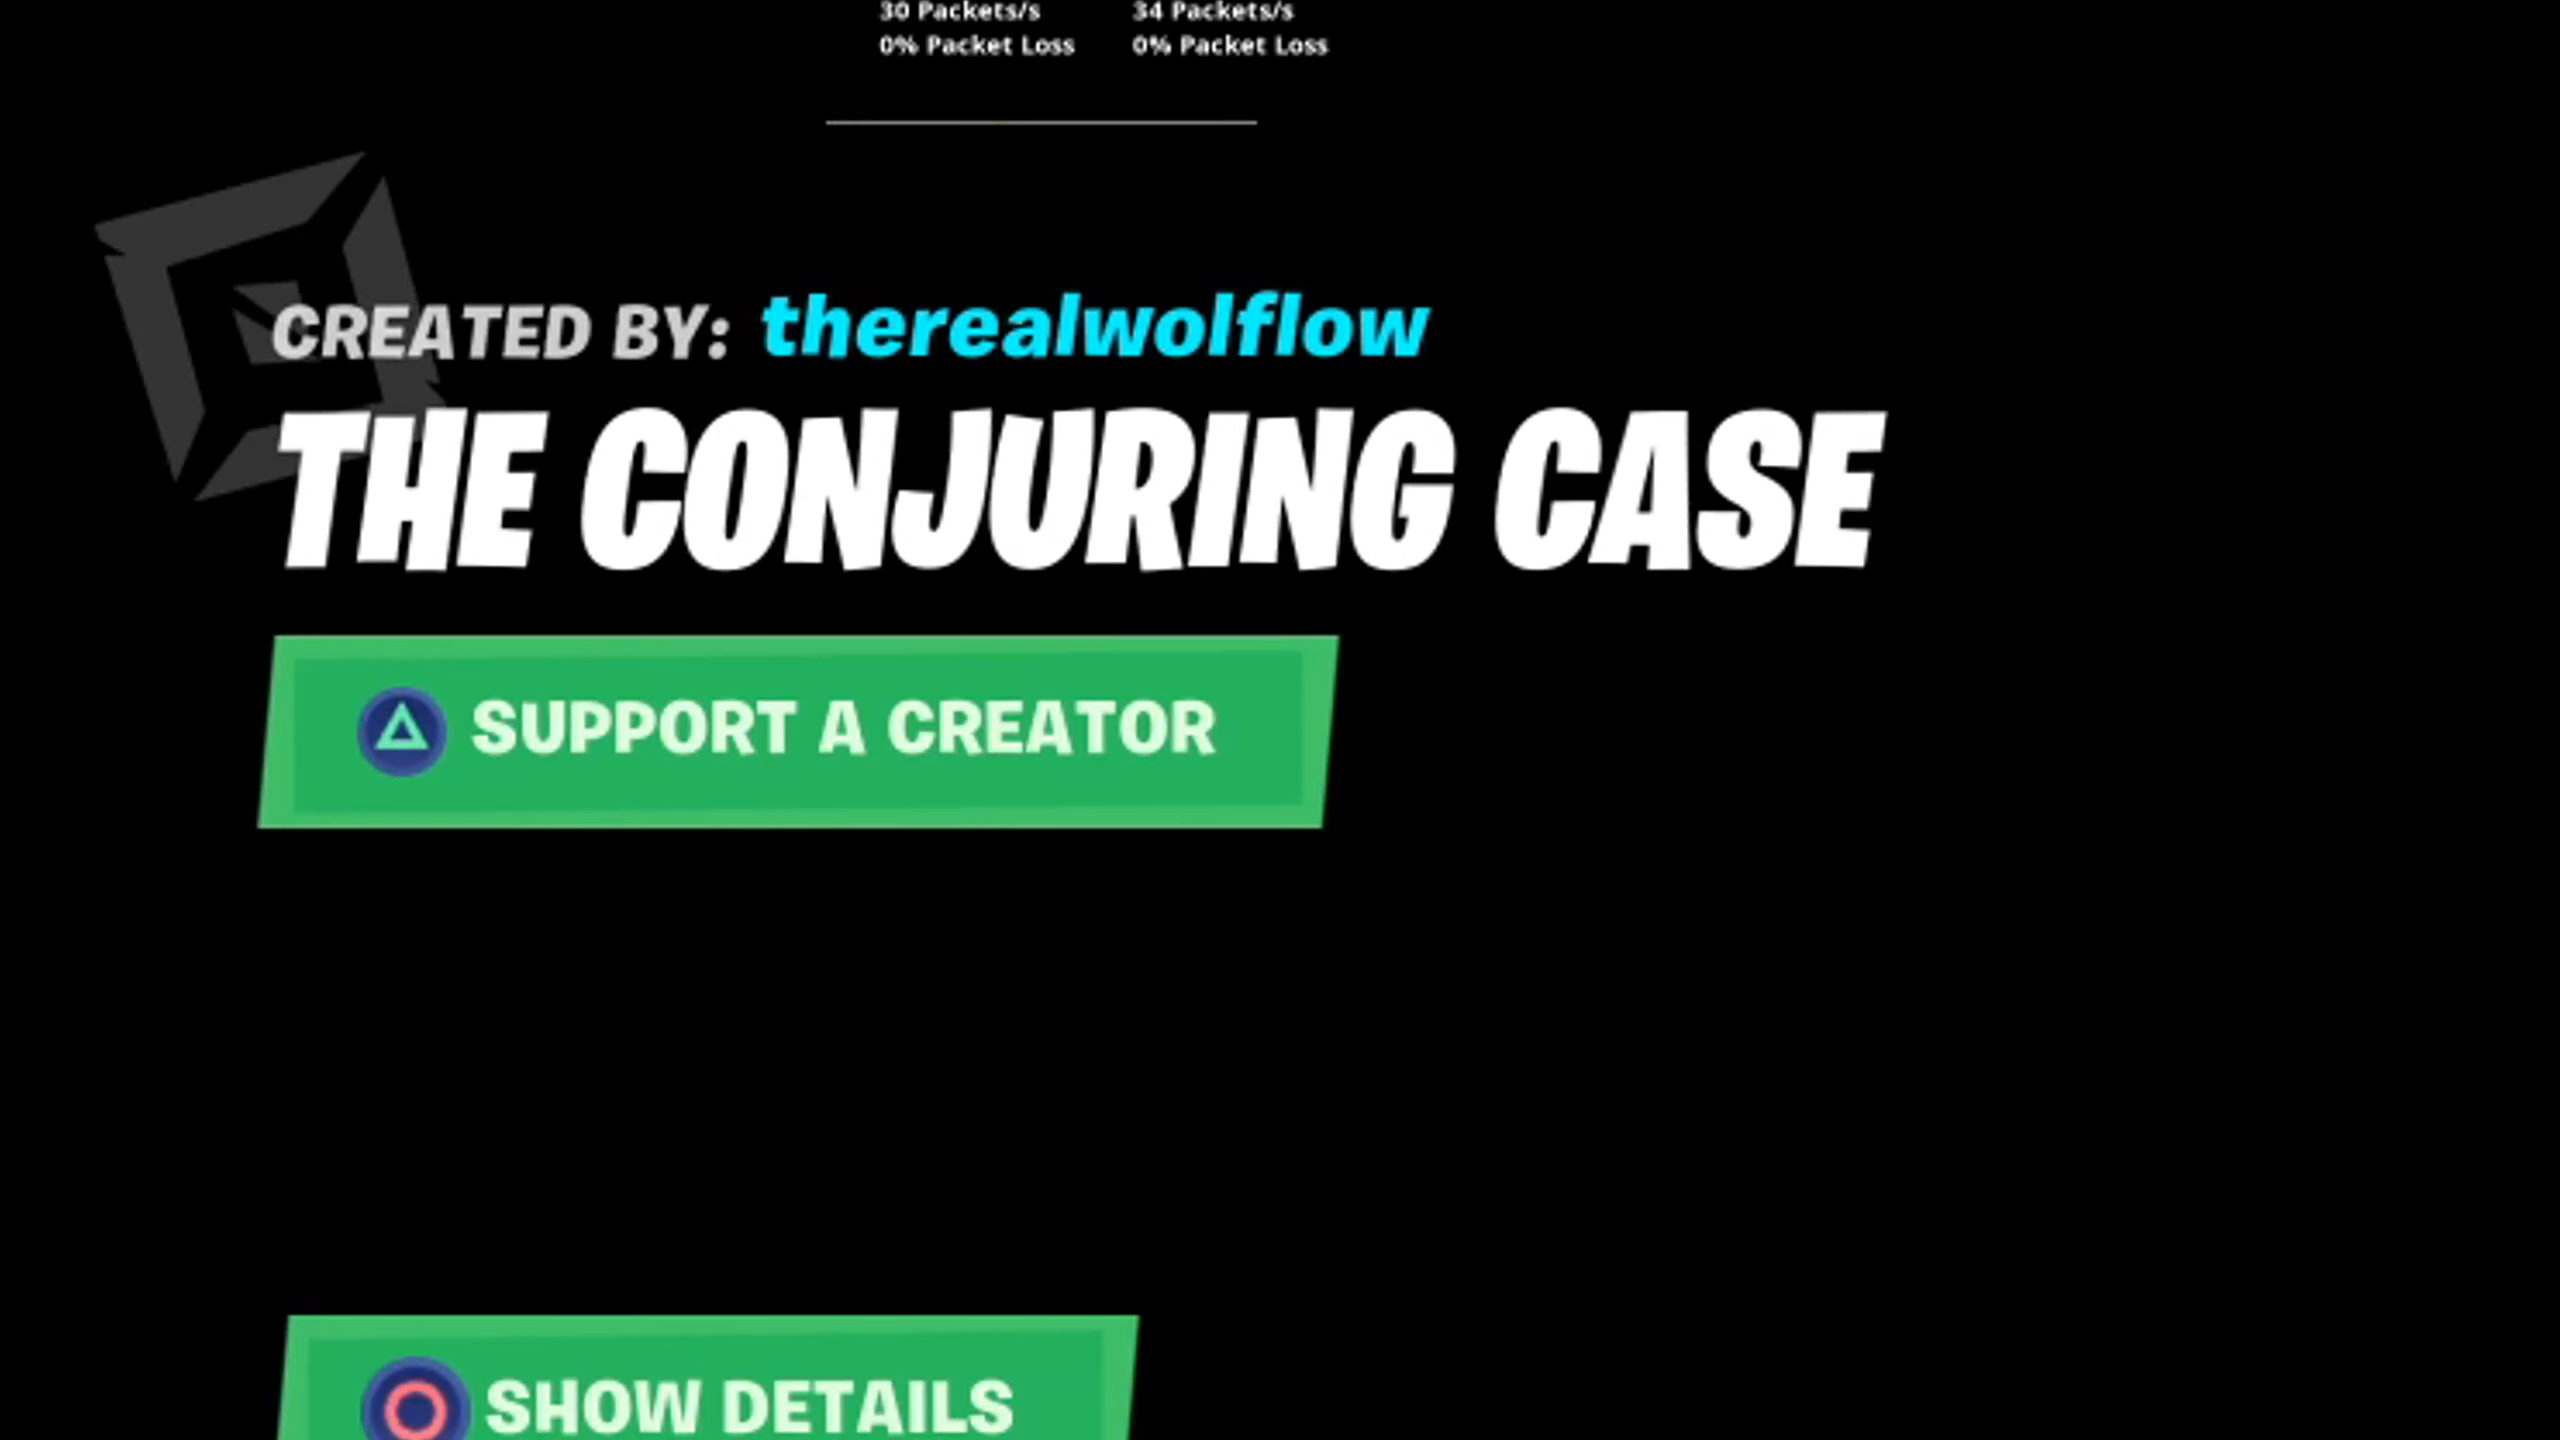 30 Packets/s 34 Packets/s
0% Packet Loss 0% Packet Loss
CREATED BY: therealwolflow
THE CONJURING CASE
SUPPORT A CREATOR
SHOW DETAILS